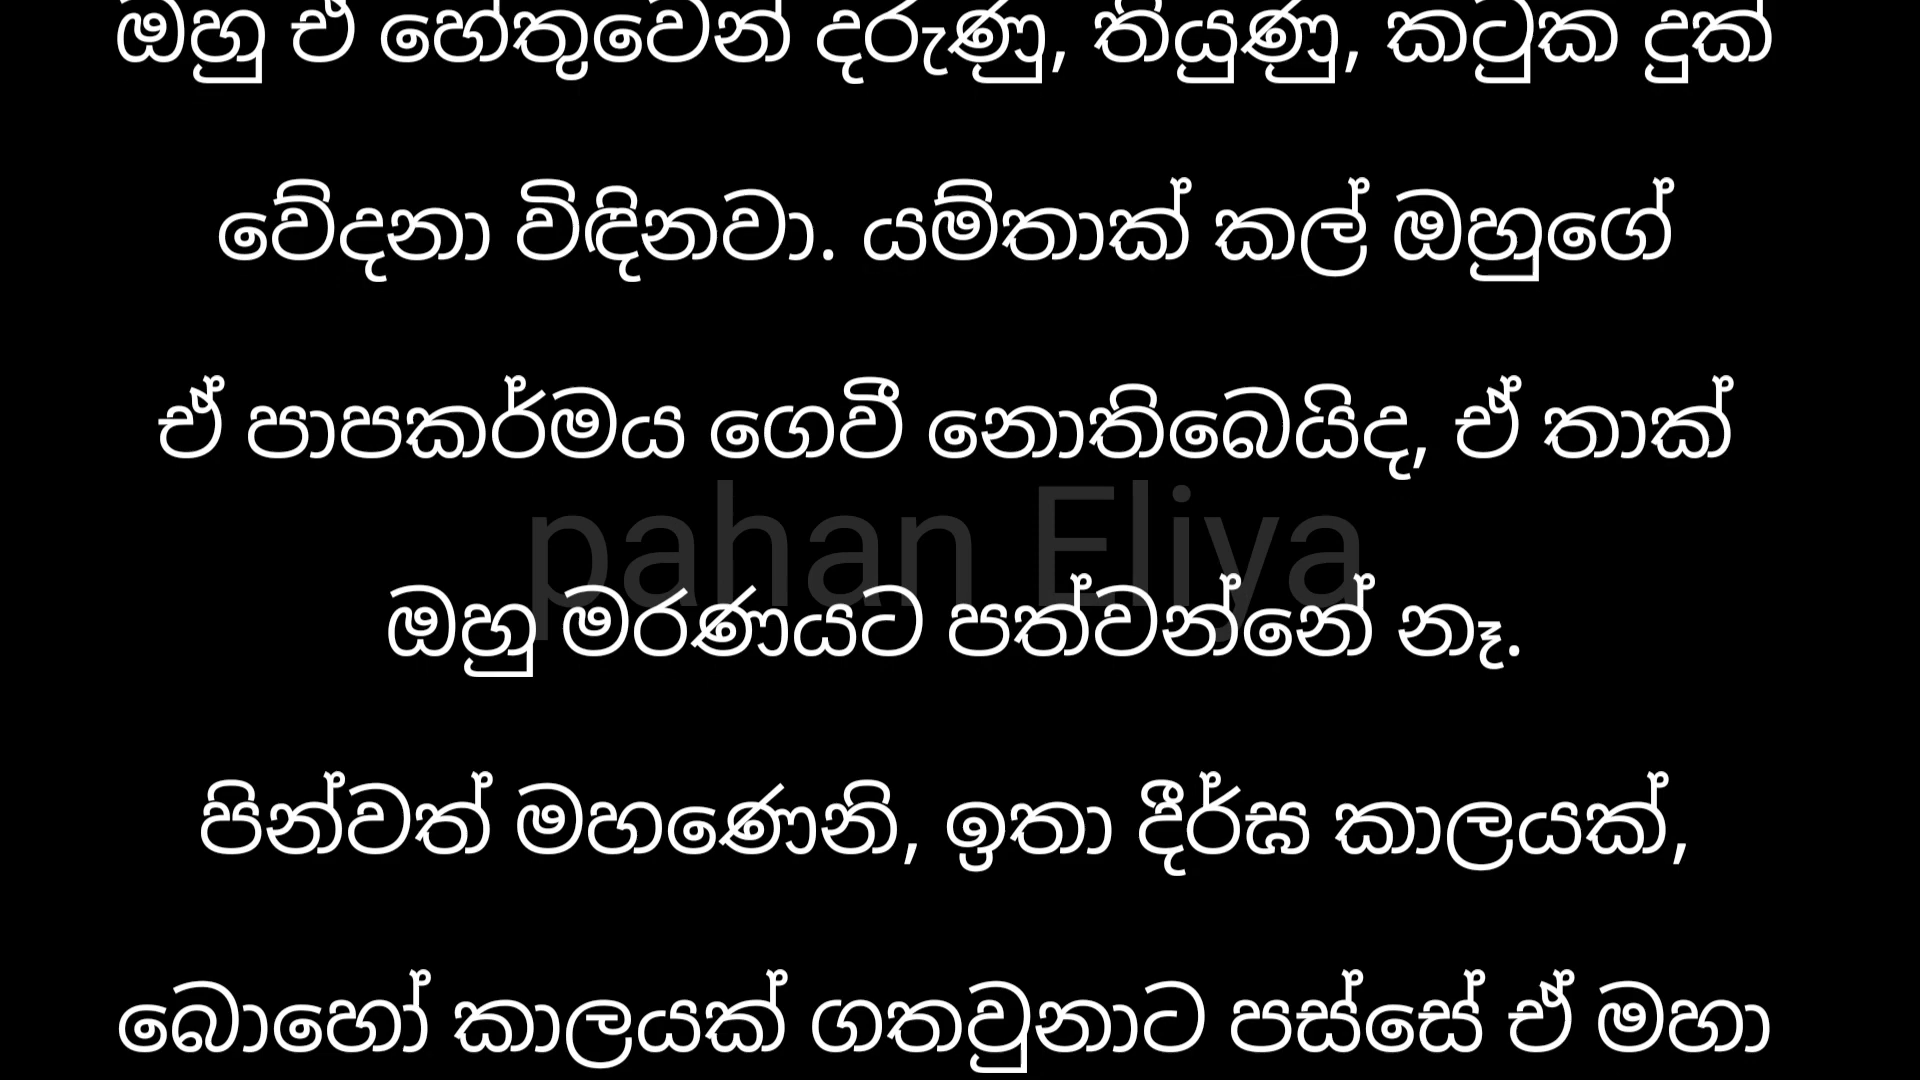 ඔහු ඒ හේතුවෙන් දරුණු, තියුණු, කටුක දුක්
වේදනා විඳිනවා. යම්තාක් කල් ඔහුගේ
ඒ පාපකර්මය ගෙවී නොතිබෙයිද, ඒ තාක්
pahan Eliya
ඔහු මරණයට පත්වන්නේ නෑ.
පින්වත් මහණෙනි, ඉතා දීර්ඝ කාලයක්,
බොහෝ කාලයක් ගතවුනාට පස්සේ ඒ මහා